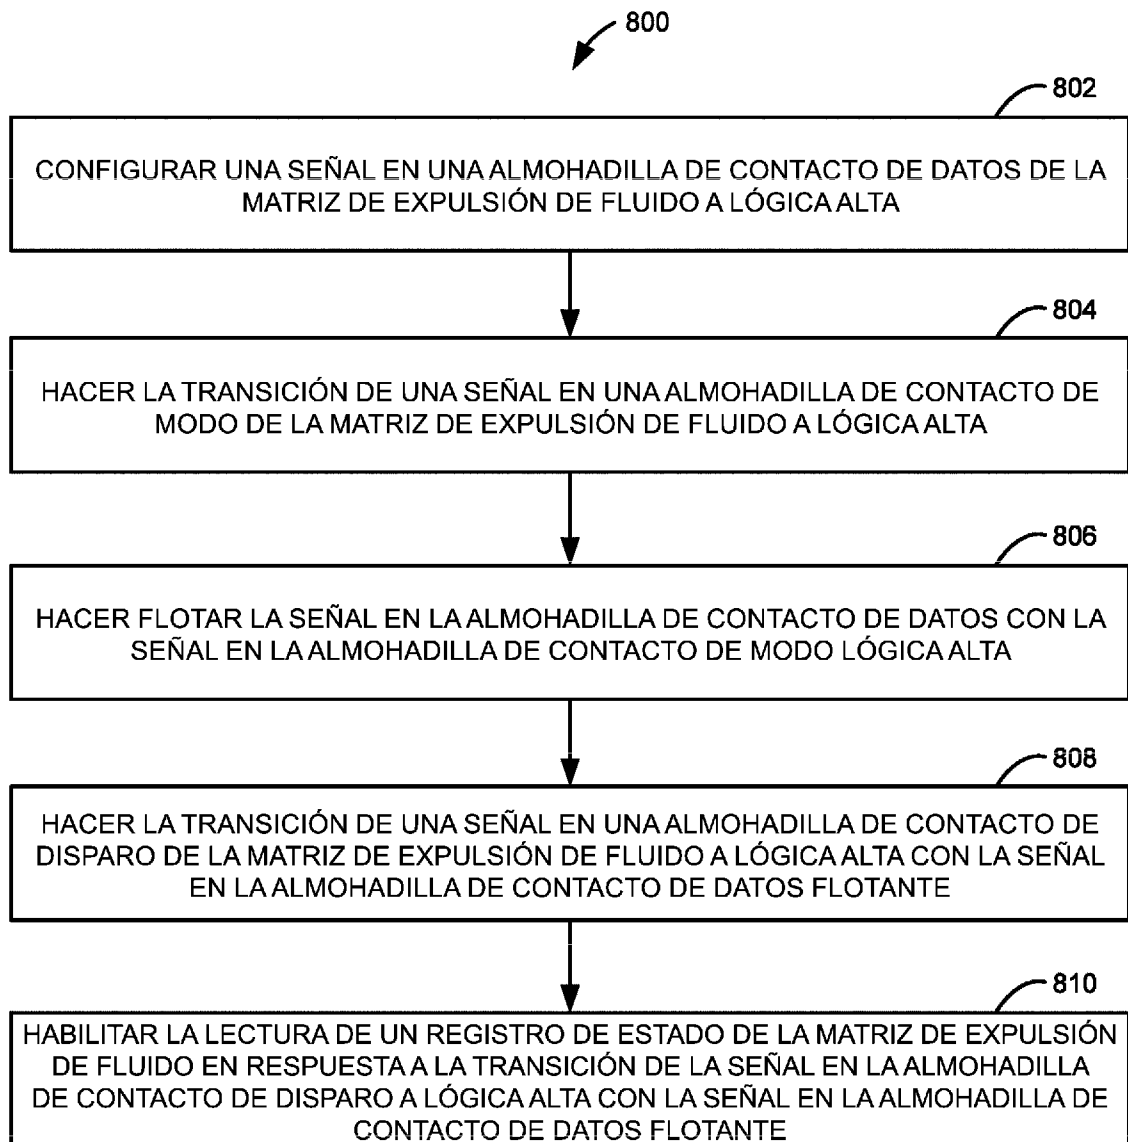 800
802
CONFIGURAR UNA SEÑAL EN UNA ALMOHADILLA DE CONTACTO DE DATOS DE LA
MATRIZ DE EXPULSIÓN DE FLUIDO A LÓGICA ALTA
804
HACER LA TRANSICIÓN DE UNA SEÑAL EN UNA ALMOHADILLA DE CONTACTO DE
MODO DE LA MATRIZ DE EXPULSIÓN DE FLUIDO A LÓGICA ALTA
806
HACER FLOTAR LA SEÑAL EN LA ALMOHADILLA DE CONTACTO DE DATOS CON LA
SEÑAL EN LA ALMOHADILLA DE CONTACTO DE MODO LÓGICA ALTA
808
HACER LA TRANSICIÓN DE UNA SEÑAL EN UNA ALMOHADILLA DE CONTACTO DE
DISPARO DE LA MATRIZ DE EXPULSIÓN DE FLUIDO A LÓGICA ALTA CON LA SEÑAL
EN LA ALMOHADILLA DE CONTACTO DE DATOS FLOTANTE
810
HABILITAR LA LECTURA DE UN REGISTRO DE ESTADO DE LA MATRIZ DE EXPULSIÓN
DE FLUIDO EN RESPUESTA A LA TRANSICIÓN DE LA SEÑAL EN LA ALMOHADILLA
DE CONTACTO DE DISPARO A LÓGICA ALTA CON LA SEÑAL EN LA ALMOHADILLA DE
CONTACTO DE DATOS FLOTANTE